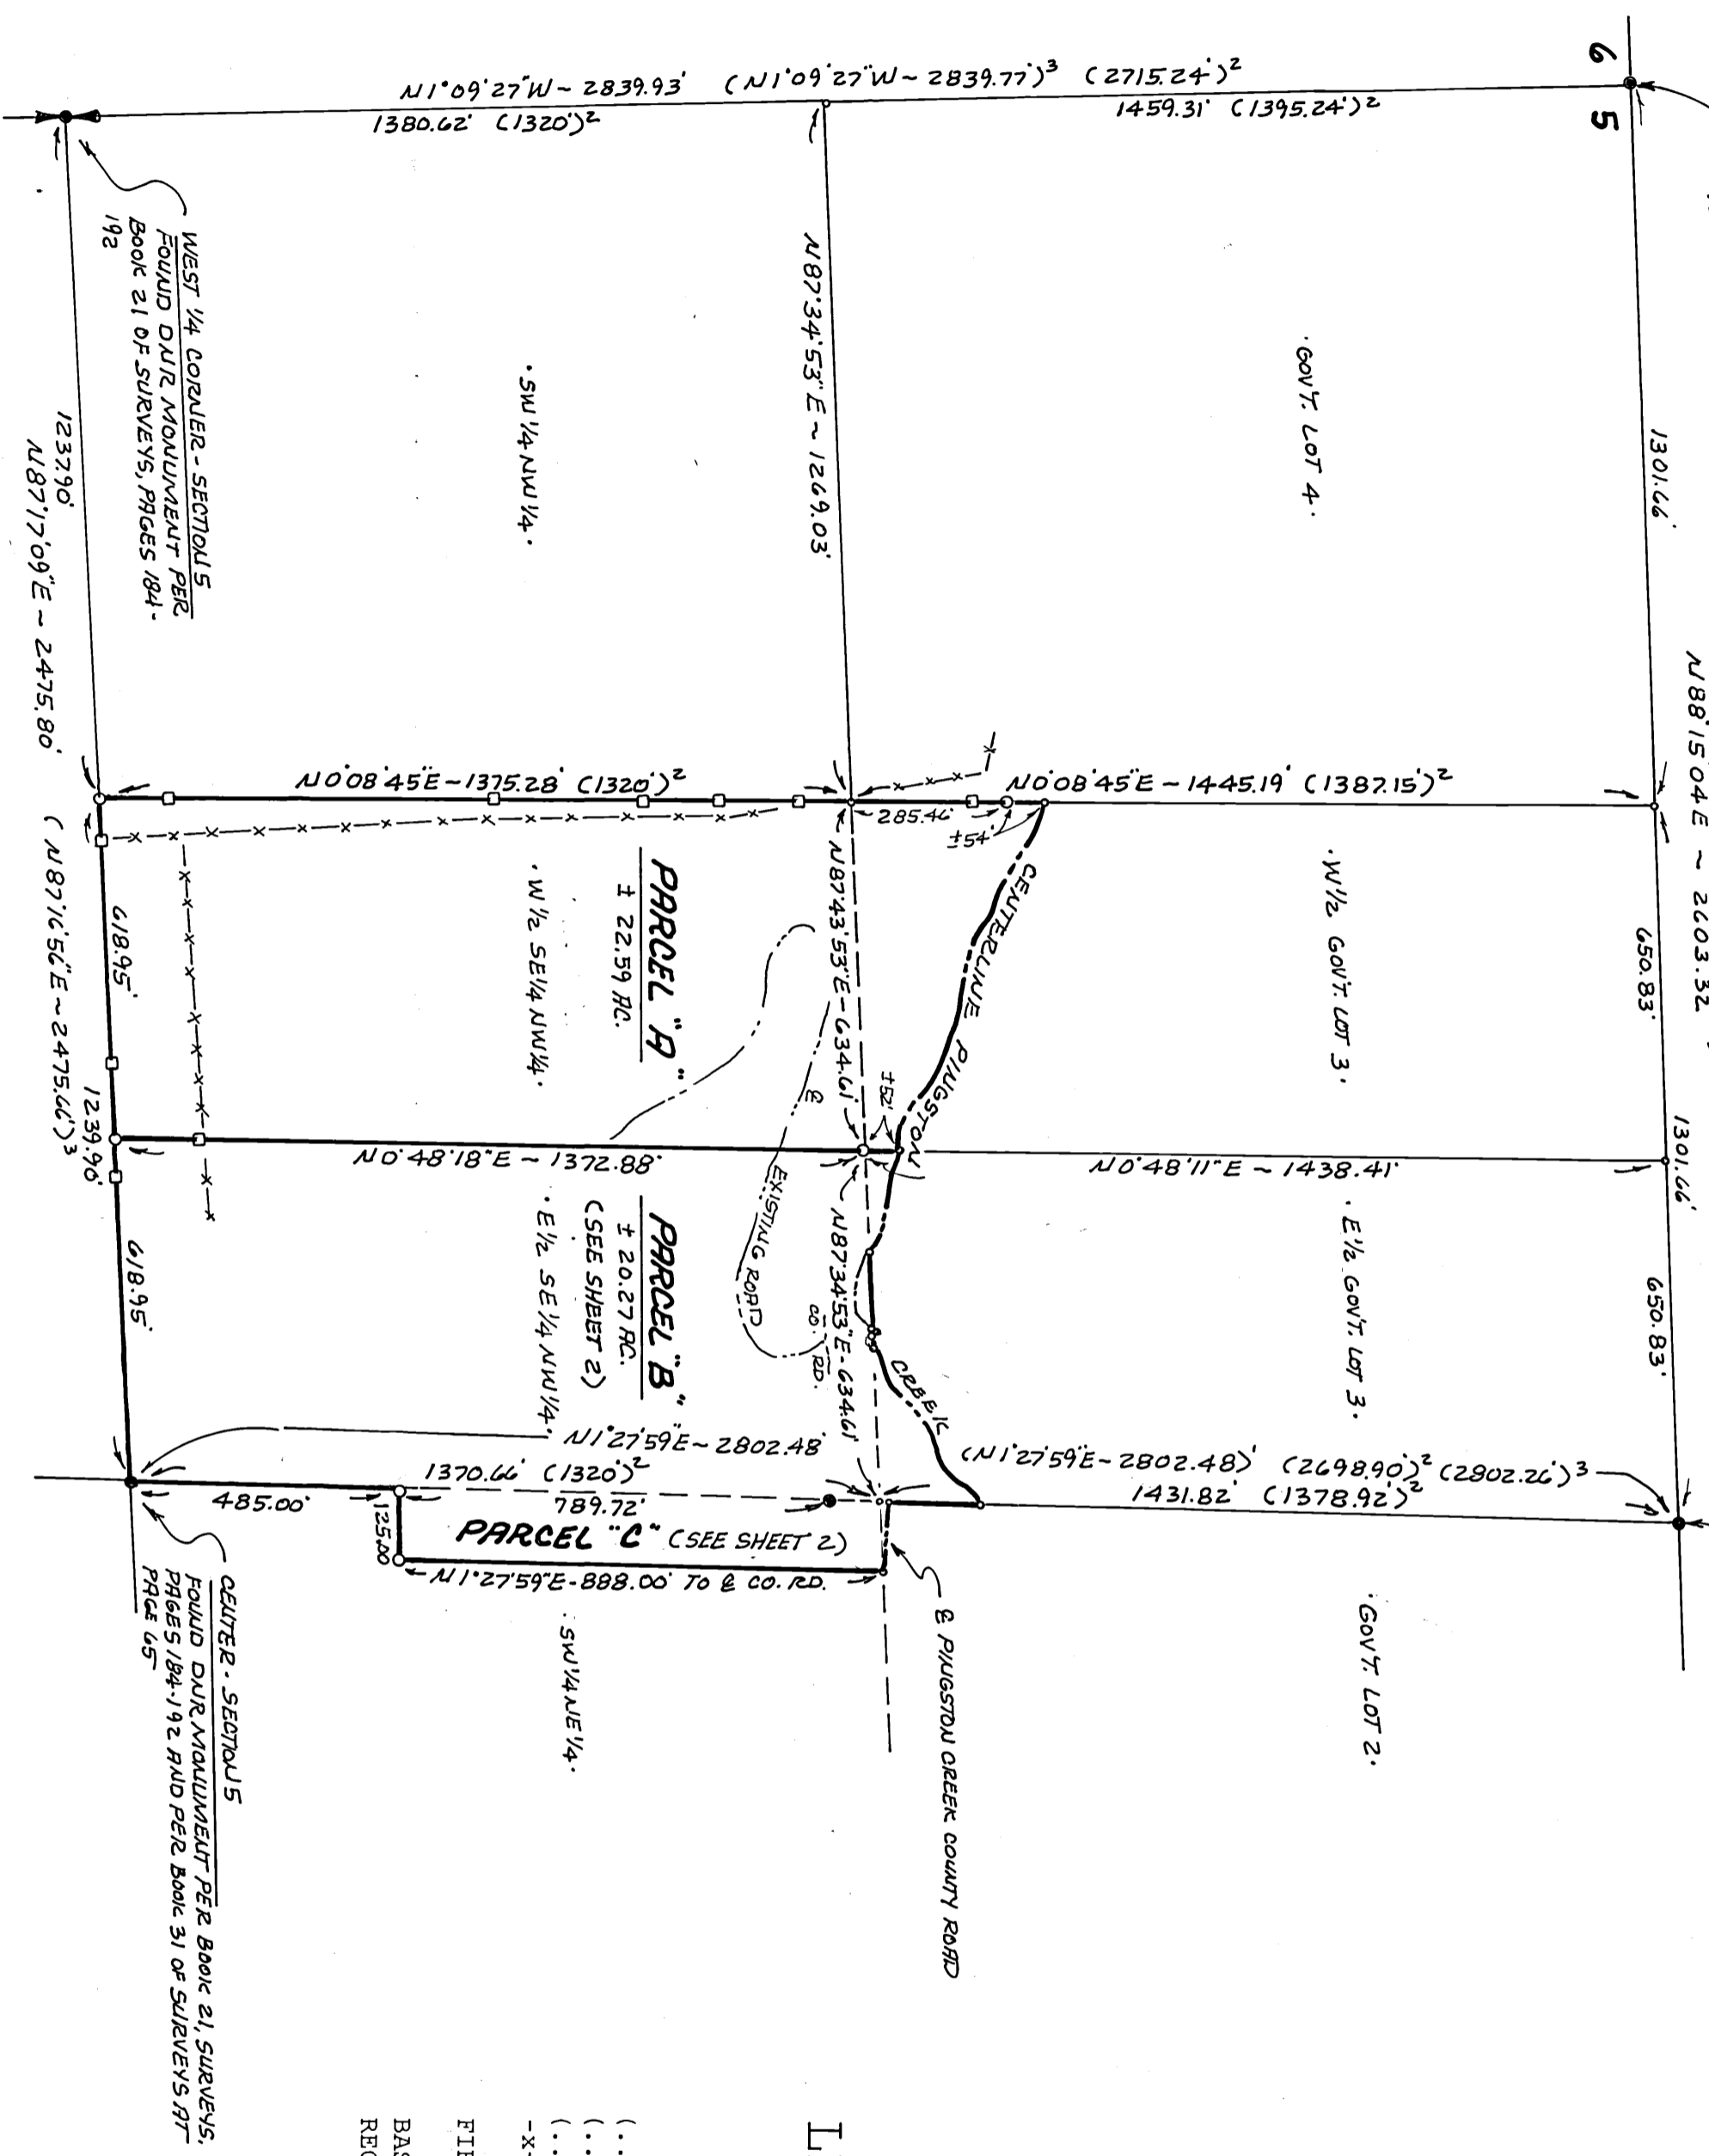 6
5
N1°09'27"W ~ 2839.93' (N1°09'27"W ~ 2839.77')³ (2715.24')²
1380.62' (1320')²
1459.31' (1395.24')²
1301.66'
N88°15'04"E ~ 2603.32'
650.83'
1301.66'
650.83'
· GOV'T. LOT 4 ·
· W1/2 GOV'T. LOT 3 ·
· E1/2 GOV'T. LOT 3 ·
· GOV'T. LOT 2 ·
N87°34'53"E ~ 1269.03'
· SW 1/4 NW 1/4 ·
WEST 1/4 CORNER - SECTION 5
FOUND DNR MONUMENT PER
BOOK 21 OF SURVEYS, PAGES 184-
192
1237.90'
N87°17'09"E ~ 2475.80' (N87°16'56"E ~ 2475.66')³
N0°08'45"E ~ 1375.28' (1320')²
N0°08'45"E ~ 1445.19' (1387.15')²
285.46'
±54'
CENTERLINE PINGSTON CREEK
N87°43'53"E - 634.61'
±52'
PARCEL "A"
± 22.59 AC.
· W1/2 SE1/4 NW1/4 ·
618.95'
1239.90'
N0°48'18"E ~ 1372.88'
N0°48'11"E ~ 1438.41'
℄ EXISTING ROAD
N87°34'53"E - 634.61'
CO. RD.
PARCEL "B"
± 20.27 AC.
(SEE SHEET 2)
· E1/2 SE 1/4 NW 1/4 ·
618.95'
N1°27'59"E ~ 2802.48'
(N1°27'59"E ~ 2802.48)' (2698.90')² (2802.26')³
1370.66' (1320')²
1431.82' (1378.92')²
485.00'
789.72'
125.00
PARCEL "C" (SEE SHEET 2)
N1°27'59"E - 888.00' TO ℄ CO. RD.
℄ PINGSTON CREEK COUNTY ROAD
· SW 1/4 NE 1/4 ·
CENTER - SECTION 5
FOUND DNR MONUMENT PER BOOK 21, SURVEYS,
PAGES 184-192 AND PER BOOK 31 OF SURVEYS AT
PAGE 65
L
(..
(..
(..
-x-
FI
BAS
REC